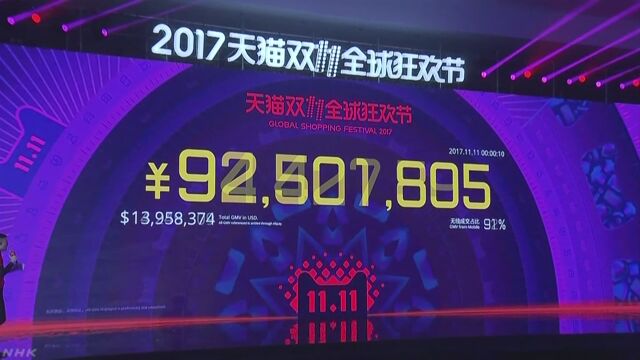 2017天猫双11全球狂欢节
天猫双11全球狂欢节
GLOBAL SHOPPING FESTIVAL 2017
11.11
2017.11.11 00:00:10
¥92,501,805
$13,958,374
Total GMV in USD.
无线成交占比
GMV from Mobile
%
11.11
NHK